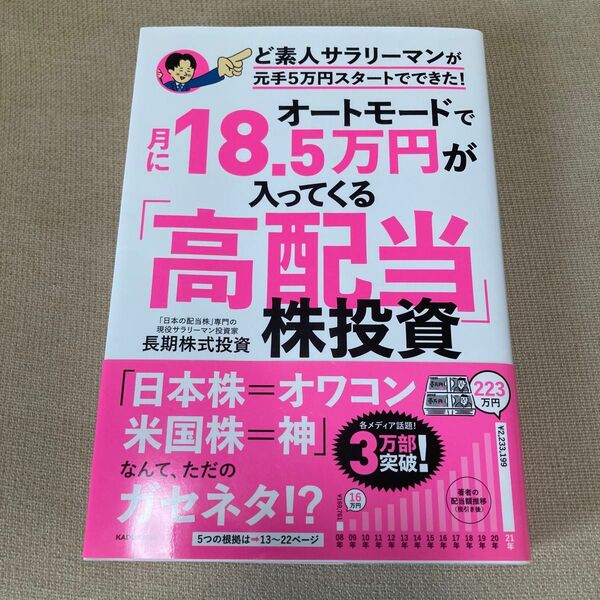 ど素人サラリーマンが
元手5万円スタートでできた!
オートモードで
月に18.5万円が
入ってくる
「高配当」
株投資
「日本の配当株」専門の
現役サラリーマン投資家
長期株式投資
「日本株=オワコン
米国株=神」
なんて、ただの
ガセネタ!?
5つの根拠は➡13〜22ページ
各メディア話題!
3万部
突破!
223
万円
¥2,233,199
16
万円
著者の
配当額推移
(税引き後)
08年 09年 10年 11年 12年 13年 14年 15年 16年 17年 18年 19年 20年 21年